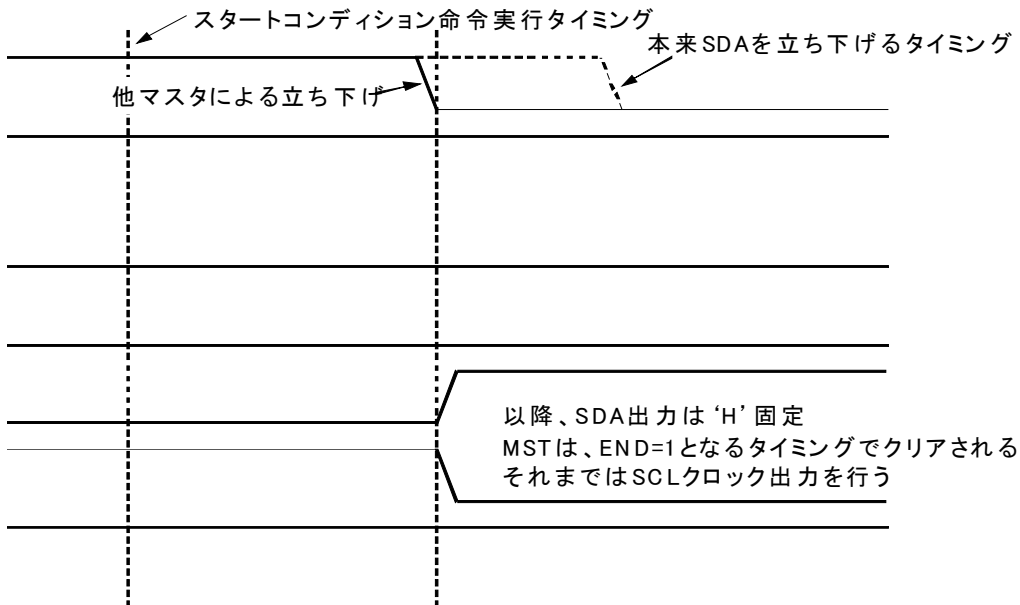 スタートコンディション命令実行タイミング
本来SDAを立ち下げるタイミング
他マスタによる立ち下げ
以降、SDA出力は‘H’固定
MSTは、END=1となるタイミングでクリアされる
それまではSCLクロック出力を行う